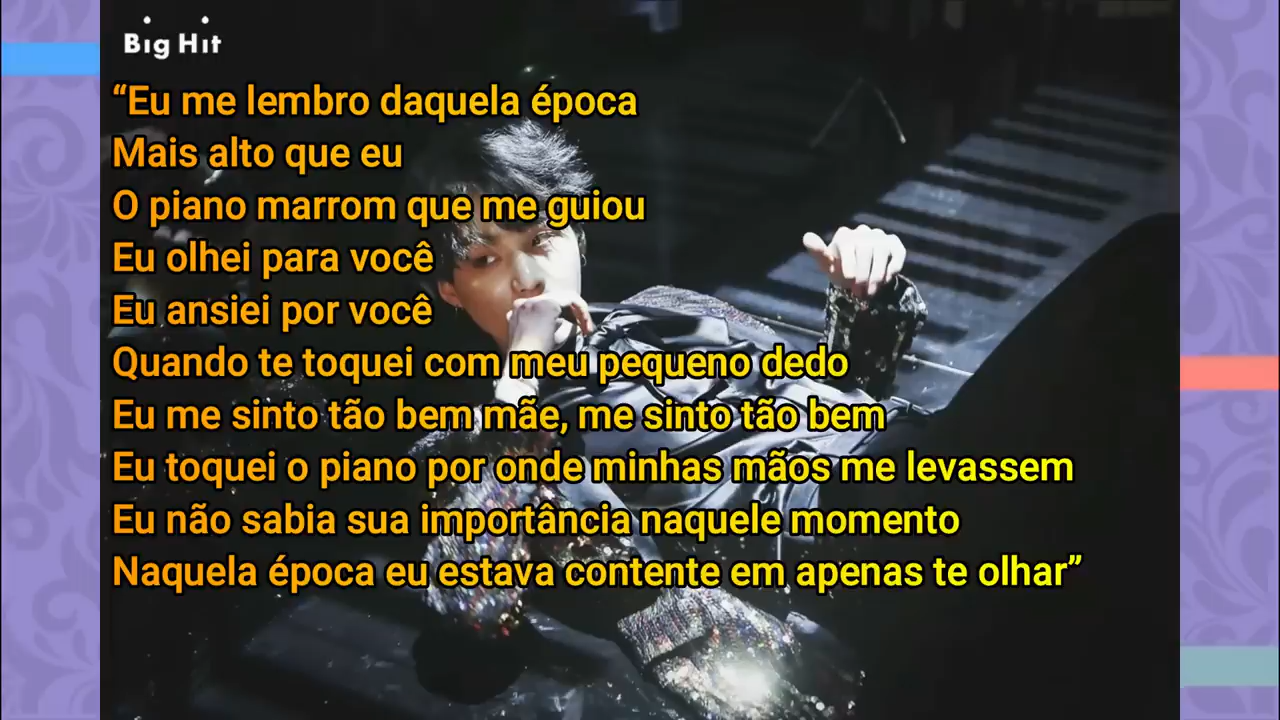 Big Hit
“Eu me lembro daquela época
Mais alto que eu
O piano marrom que me guiou
Eu olhei para você
Eu ansiei por você
Quando te toquei com meu pequeno dedo
Eu me sinto tão bem mãe, me sinto tão bem
Eu toquei o piano por onde minhas mãos me levassem
Eu não sabia sua importância naquele momento
Naquela época eu estava contente em apenas te olhar”